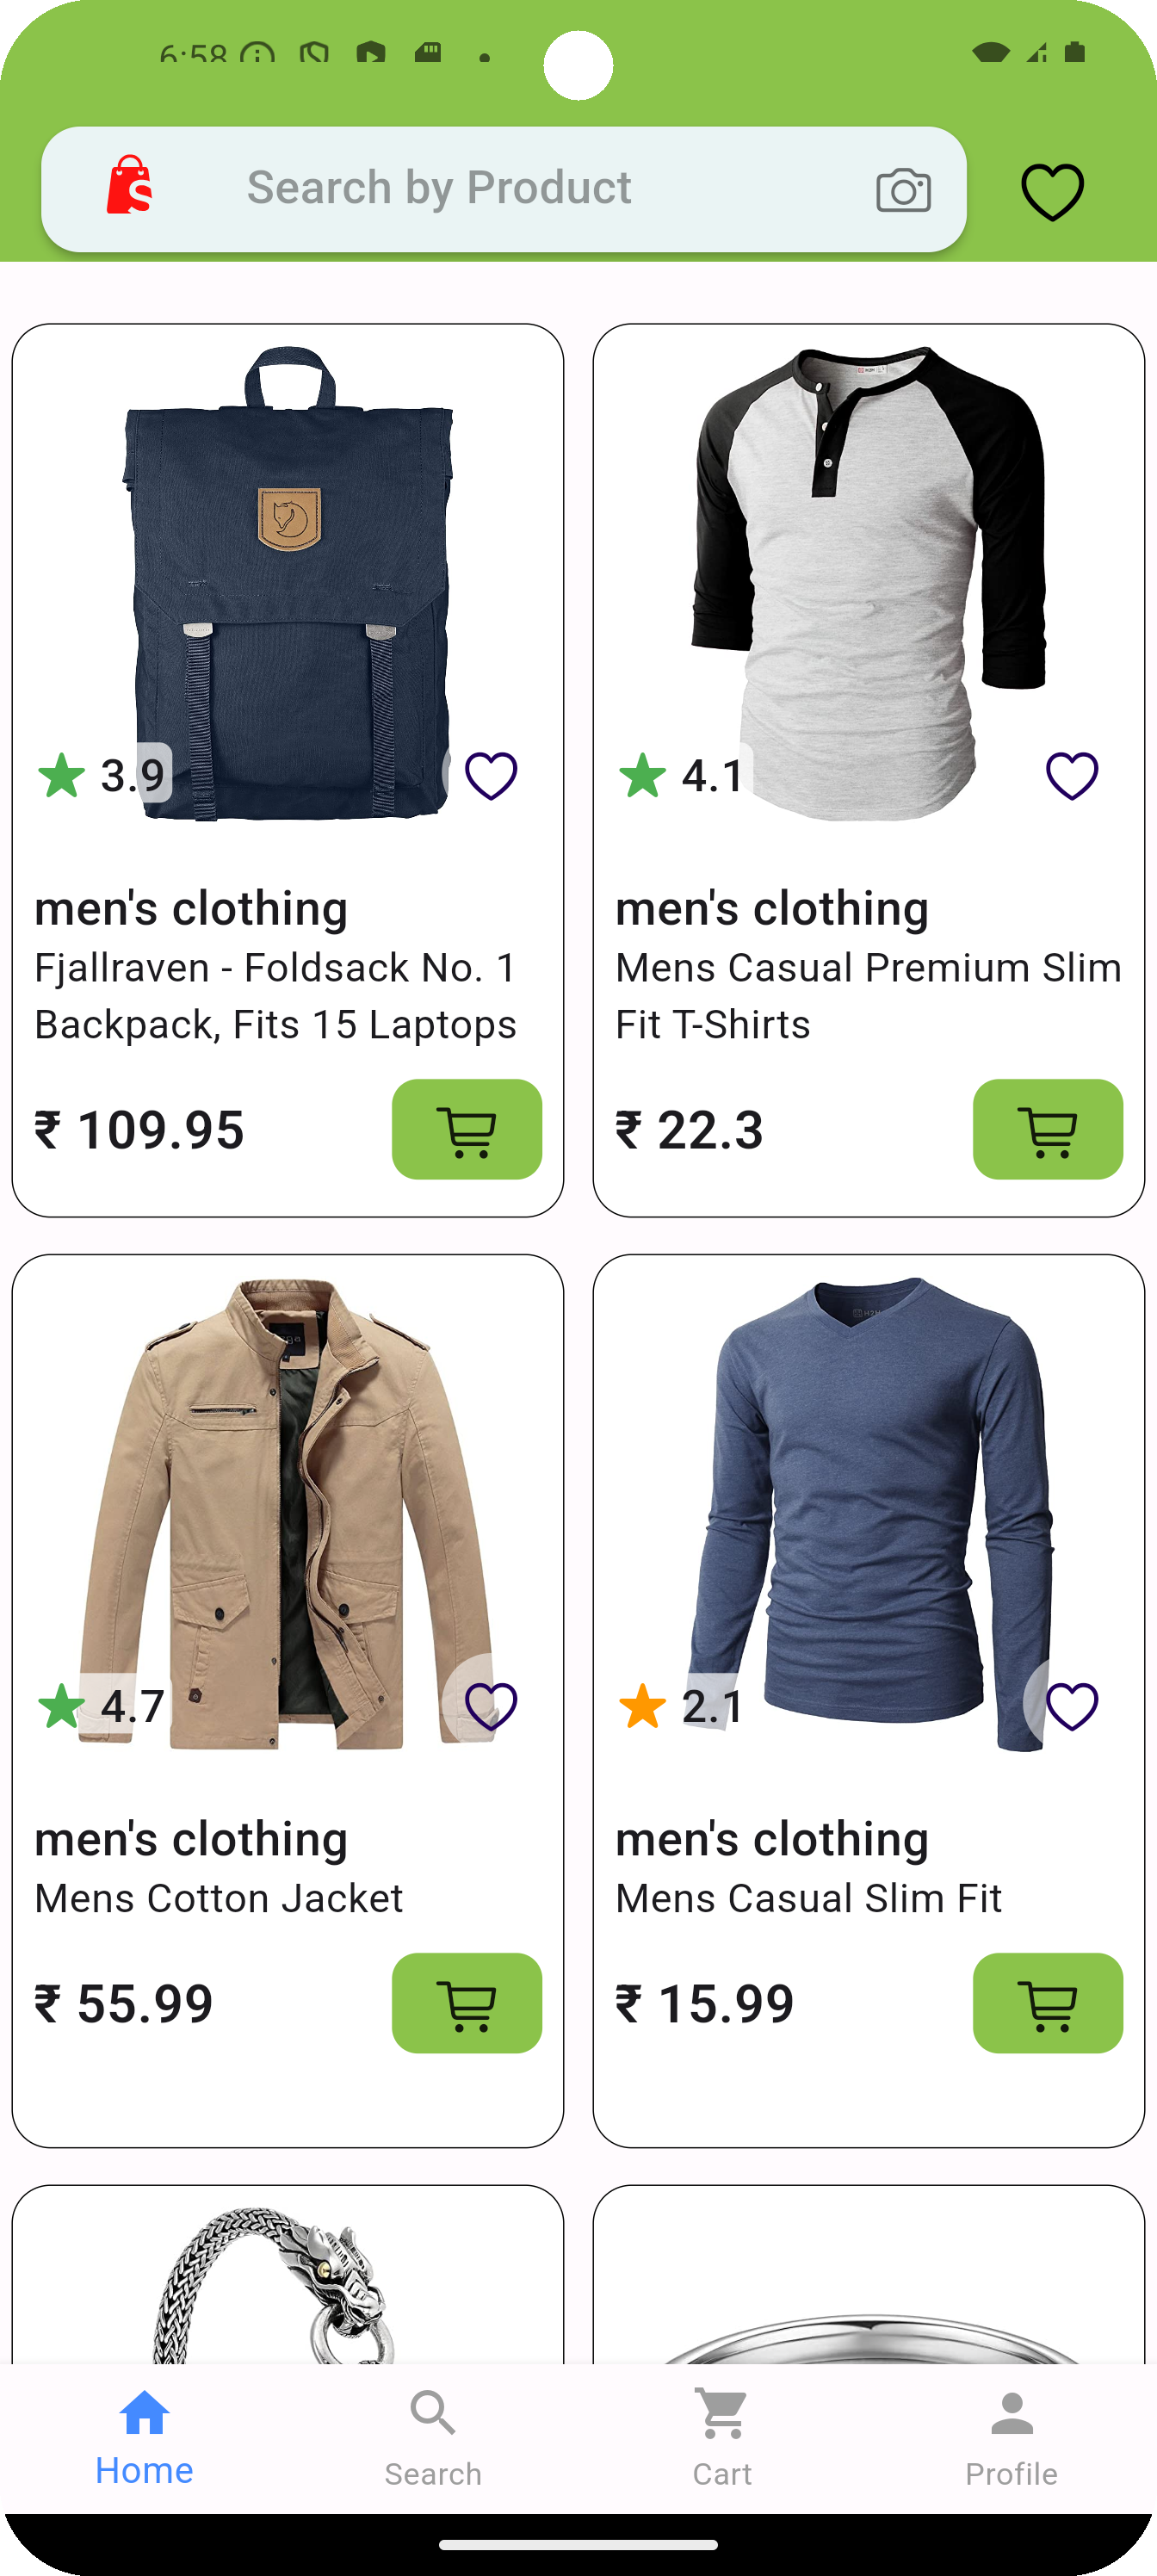 6:58
Search by Product
3.9
4.1
men's clothing
Fjallraven - Foldsack No. 1
Backpack, Fits 15 Laptops
₹ 109.95
men's clothing
Mens Casual Premium Slim
Fit T-Shirts
₹ 22.3
4.7
2.1
men's clothing
Mens Cotton Jacket
₹ 55.99
men's clothing
Mens Casual Slim Fit
₹ 15.99
Home
Search
Cart
Profile